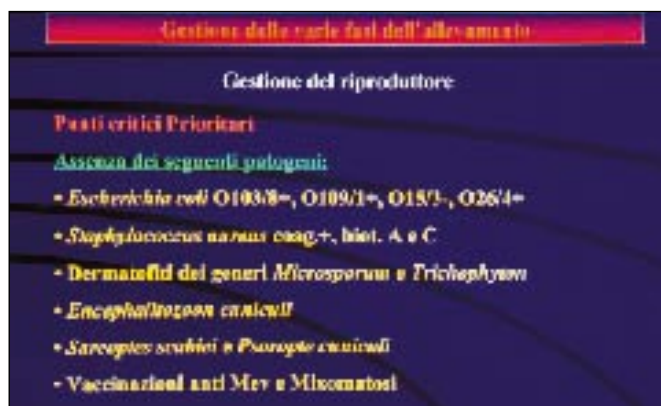 Gestione delle varie fasi dell'allevamento
Gestione del riproduttore
Punti critici Prioritari
Assenza dei seguenti patogeni:
• Escherichia coli O103/8+, O109/1+, O15/3-, O26/4+
• Staphylococcus aureus coag.+, biot. A e C
• Dermatofiti dei generi Microsporum e Trichophyton
• Encephalitozoon cuniculi
• Sarcoptes scabiei e Psoropte cuniculi
• Vaccinazioni anti Mev e Mixomatosi